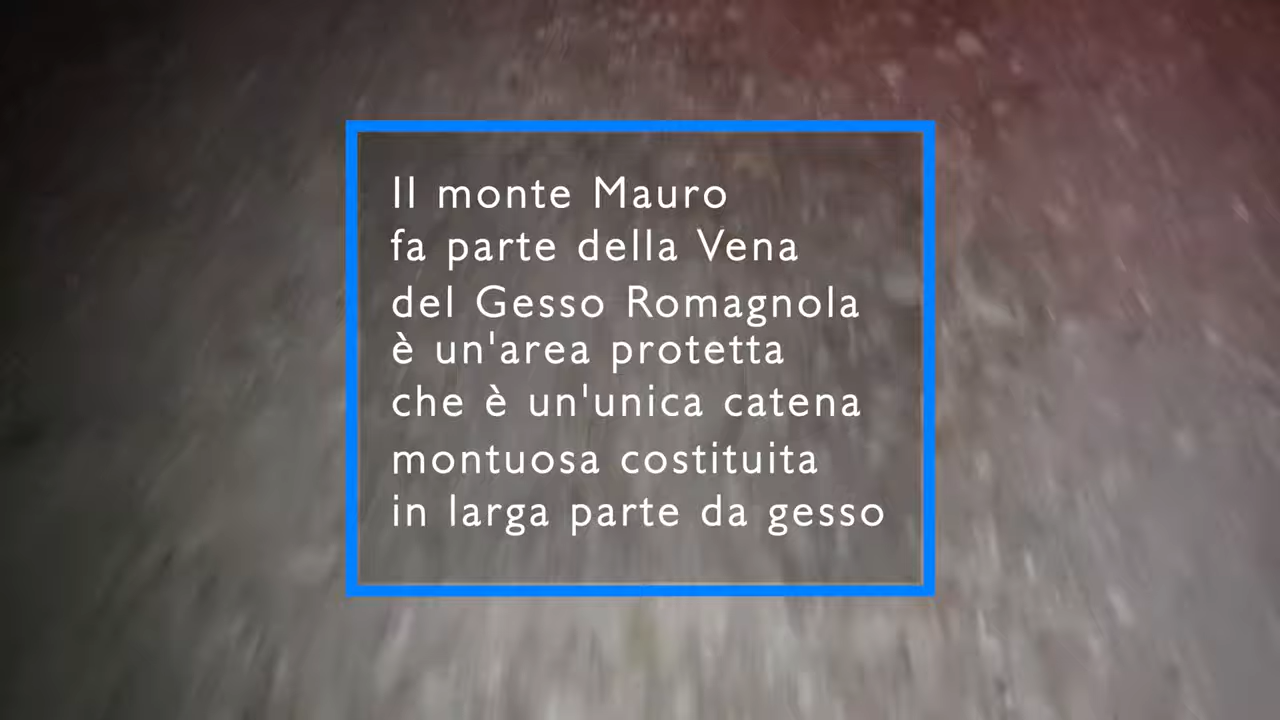 Il monte Mauro
fa parte della Vena
del Gesso Romagnola
è un'area protetta
che è un'unica catena
montuosa costituita
in larga parte da gesso